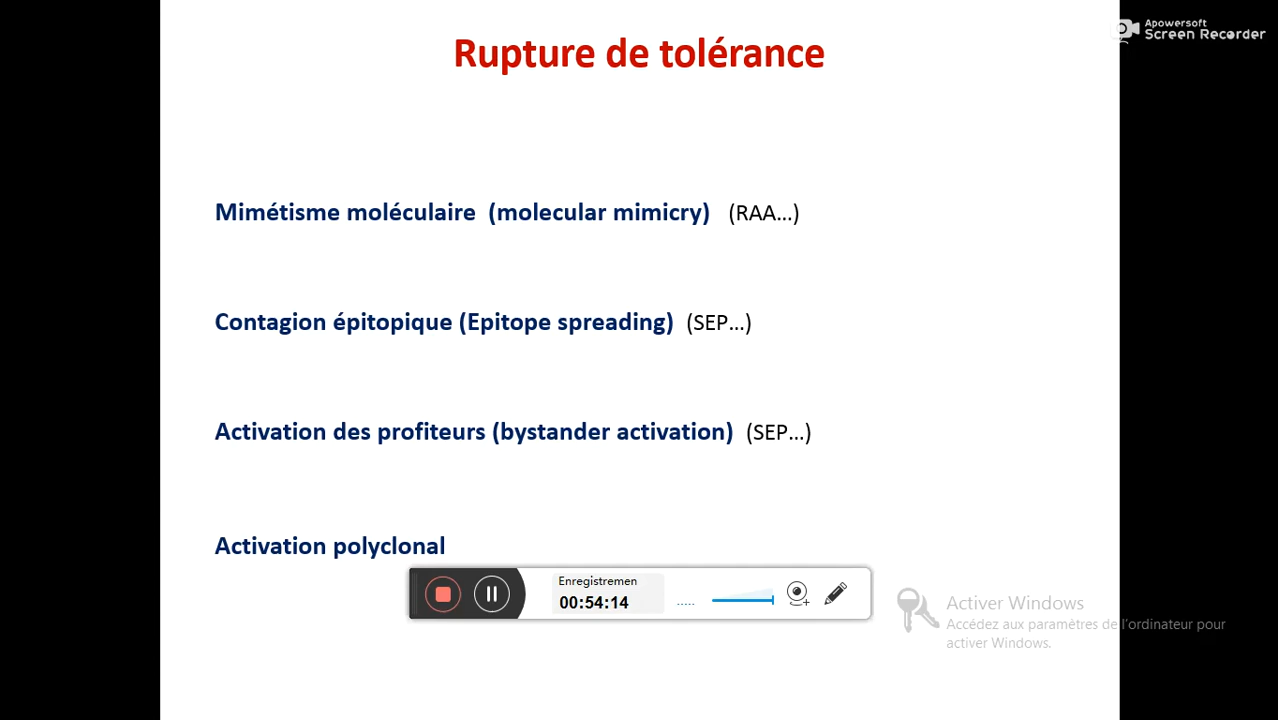 Apowersoft
Screen Recorder
Rupture de tolérance
Mimétisme moléculaire (molecular mimicry) (RAA...)
Contagion épitopique (Epitope spreading) (SEP...)
Activation des profiteurs (bystander activation) (SEP...)
Activation polyclonal
Enregistremen
00:54:14
Activer Windows
Accédez aux paramètres de l'ordinateur pour
activer Windows.